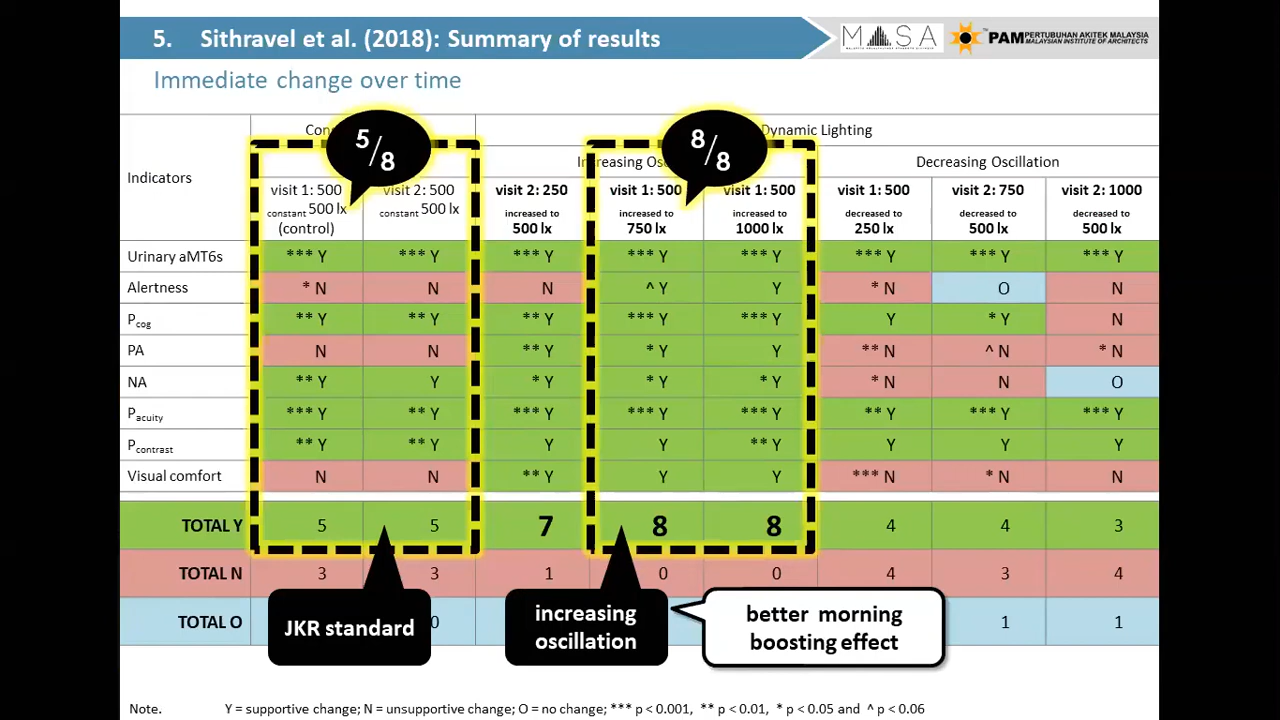 5. Sithravel et al. (2018): Summary of results
MASA
PAM PERTUBUHAN AKITEK MALAYSIA
MALAYSIAN INSTITUTE OF ARCHITECTS
Immediate change over time
Dynamic Lighting
5/8
8/8
Indicators
Decreasing Oscillation
visit 1: 500 constant 500 lx (control)
visit 2: 500 constant 500 lx
visit 2: 250 increased to 500 lx
visit 1: 500 increased to 750 lx
visit 1: 500 increased to 1000 lx
visit 1: 500 decreased to 250 lx
visit 2: 750 decreased to 500 lx
visit 2: 1000 decreased to 500 lx
Urinary aMT6s *** Y *** Y *** Y *** Y *** Y *** Y *** Y *** Y
Alertness * N N N ^ Y Y * N O N
Pcog ** Y ** Y ** Y *** Y *** Y Y * Y N
PA N N ** Y * Y Y ** N ^ N * N
NA ** Y Y * Y * Y * Y * N N O
Pacuity *** Y ** Y *** Y *** Y *** Y ** Y *** Y *** Y
Pcontrast ** Y ** Y Y Y ** Y Y Y Y
Visual comfort N N ** Y Y Y *** N * N N
TOTAL Y 5 5 7 8 8 4 4 3
TOTAL N 3 3 1 0 0 4 3 4
TOTAL O 0 1 1
JKR standard
increasing oscillation
better morning boosting effect
Note. Y = supportive change; N = unsupportive change; O = no change; *** p < 0.001, ** p < 0.01, * p < 0.05 and ^ p < 0.06